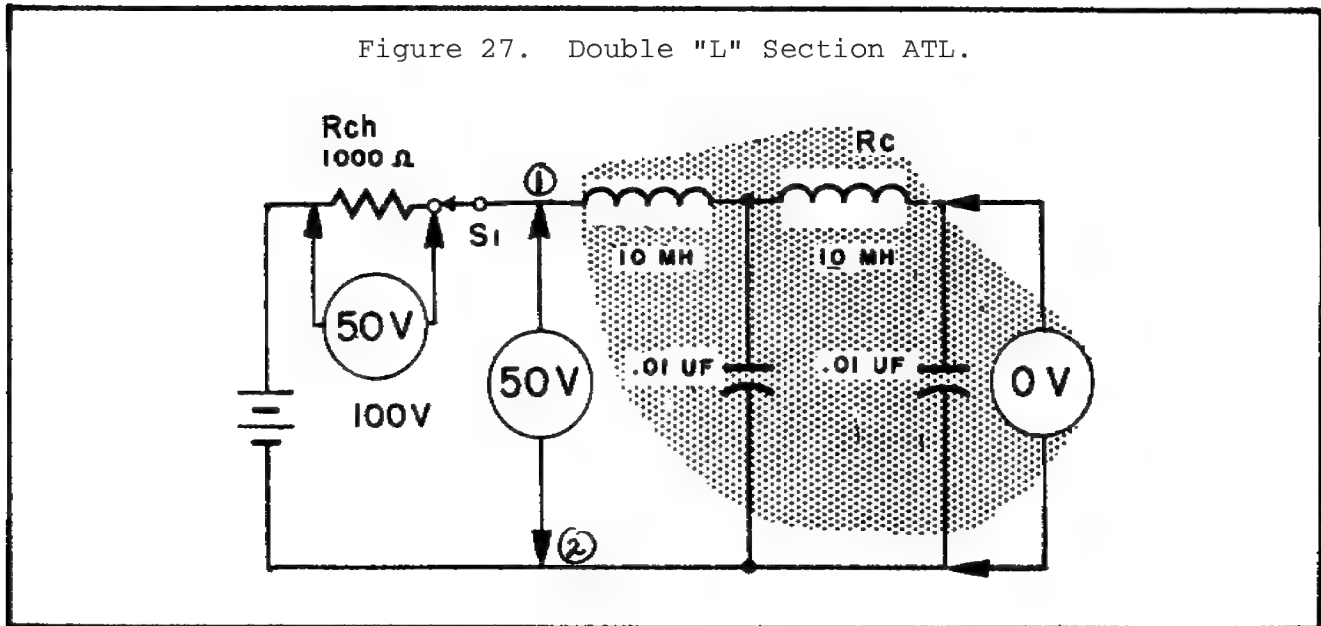 Figure 27. Double "L" Section ATL.
Rch
1000 Ω
Rc
①
S1
10 MH
10 MH
50V
50V
.01 UF
.01 UF
0V
100V
②